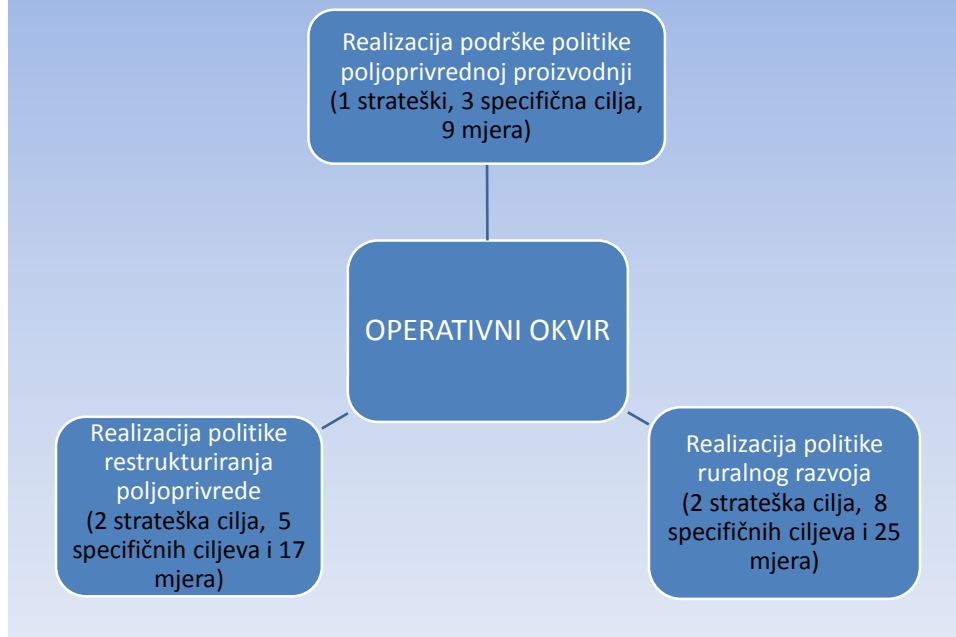 Realizacija podrške politike
poljoprivrednoj proizvodnji
(1 strateški, 3 specifična cilja,
9 mjera)
OPERATIVNI OKVIR
Realizacija politike
restrukturiranja
poljoprivrede
(2 strateška cilja, 5
specifičnih ciljeva i 17
mjera)
Realizacija politike
ruralnog razvoja
(2 strateška cilja, 8
specifičnih ciljeva i 25
mjera)